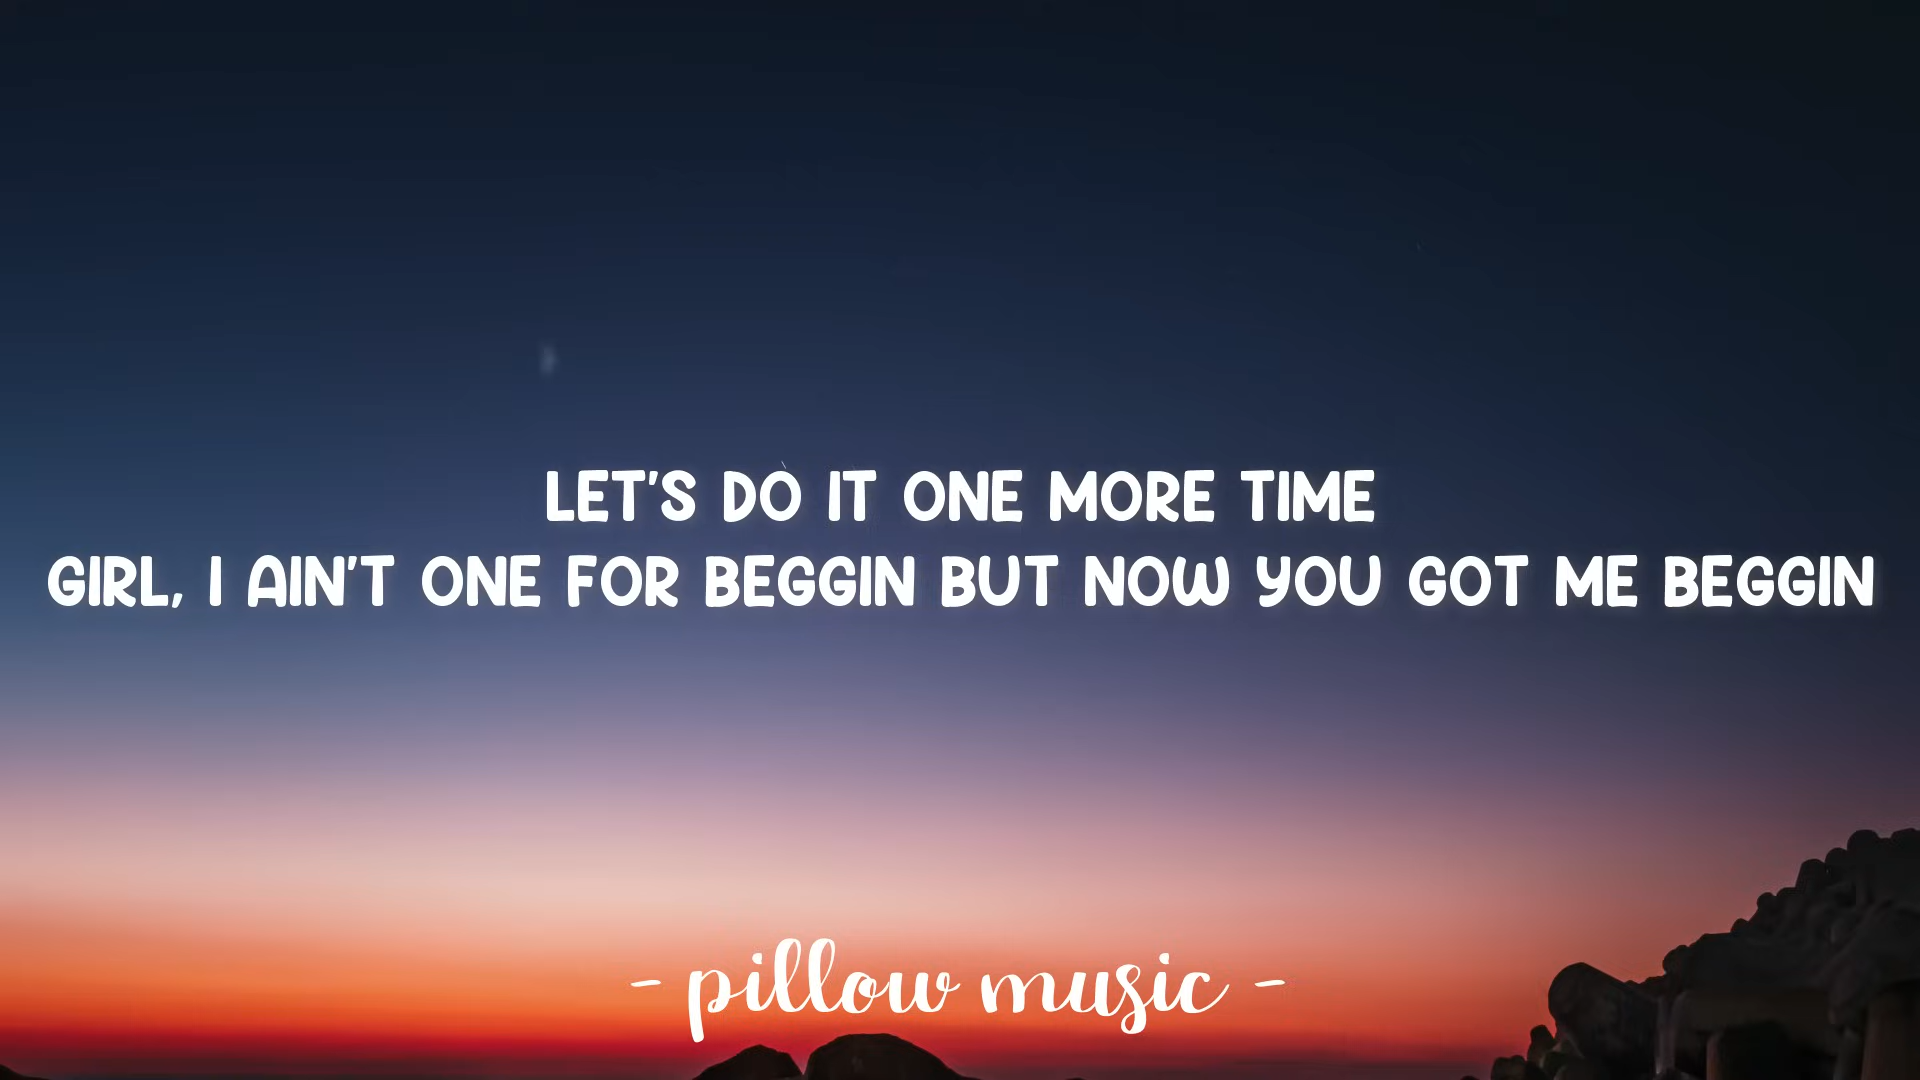 LET'S DO IT ONE MORE TIME
GIRL, I AIN'T ONE FOR BEGGIN BUT NOW YOU GOT ME BEGGIN
- pillow music -